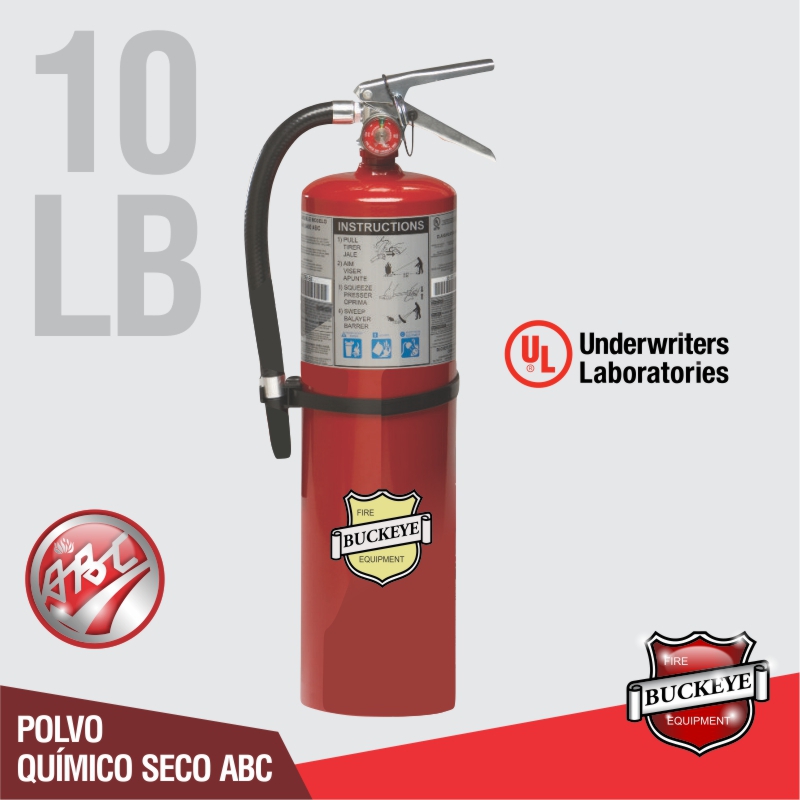 10
LB
INSTRUCTIONS
1) PULL
TIRER
JALE
2) AIM
VISER
APUNTE
3) SQUEEZE
PRESSER
OPRIMA
4) SWEEP
BALAYER
BARRER
UL
®
Underwriters
Laboratories
FIRE
BUCKEYE
EQUIPMENT
ABC
FIRE
BUCKEYE
EQUIPMENT
POLVO
QUÍMICO SECO ABC